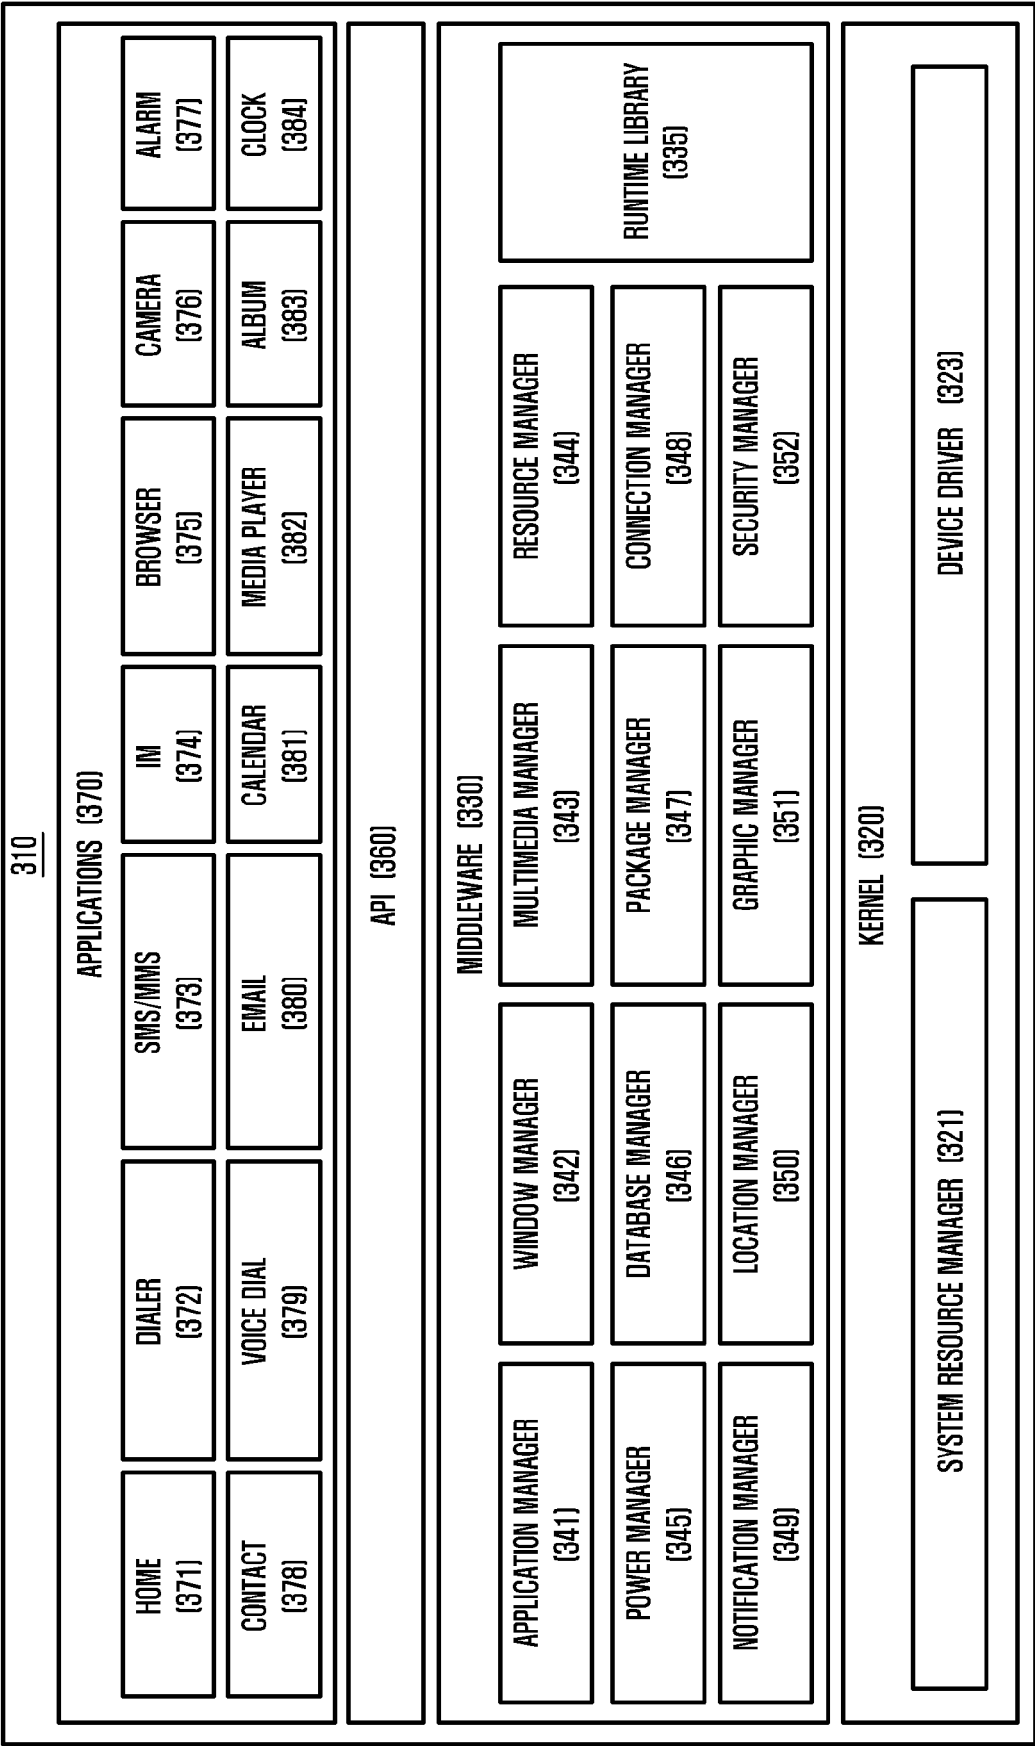 310
APPLICATIONS (370)
HOME
(371)
DIALER
(372)
SMS/MMS
(373)
IM
(374)
BROWSER
(375)
CAMERA
(376)
ALARM
(377)
CONTACT
(378)
VOICE DIAL
(379)
EMAIL
(380)
CALENDAR
(381)
MEDIA PLAYER
(382)
ALBUM
(383)
CLOCK
(384)
API (360)
MIDDLEWARE (330)
APPLICATION MANAGER
(341)
WINDOW MANAGER
(342)
MULTIMEDIA MANAGER
(343)
RESOURCE MANAGER
(344)
POWER MANAGER
(345)
DATABASE MANAGER
(346)
PACKAGE MANAGER
(347)
CONNECTION MANAGER
(348)
NOTIFICATION MANAGER
(349)
LOCATION MANAGER
(350)
GRAPHIC MANAGER
(351)
SECURITY MANAGER
(352)
RUNTIME LIBRARY
(335)
KERNEL (320)
SYSTEM RESOURCE MANAGER (321)
DEVICE DRIVER (323)